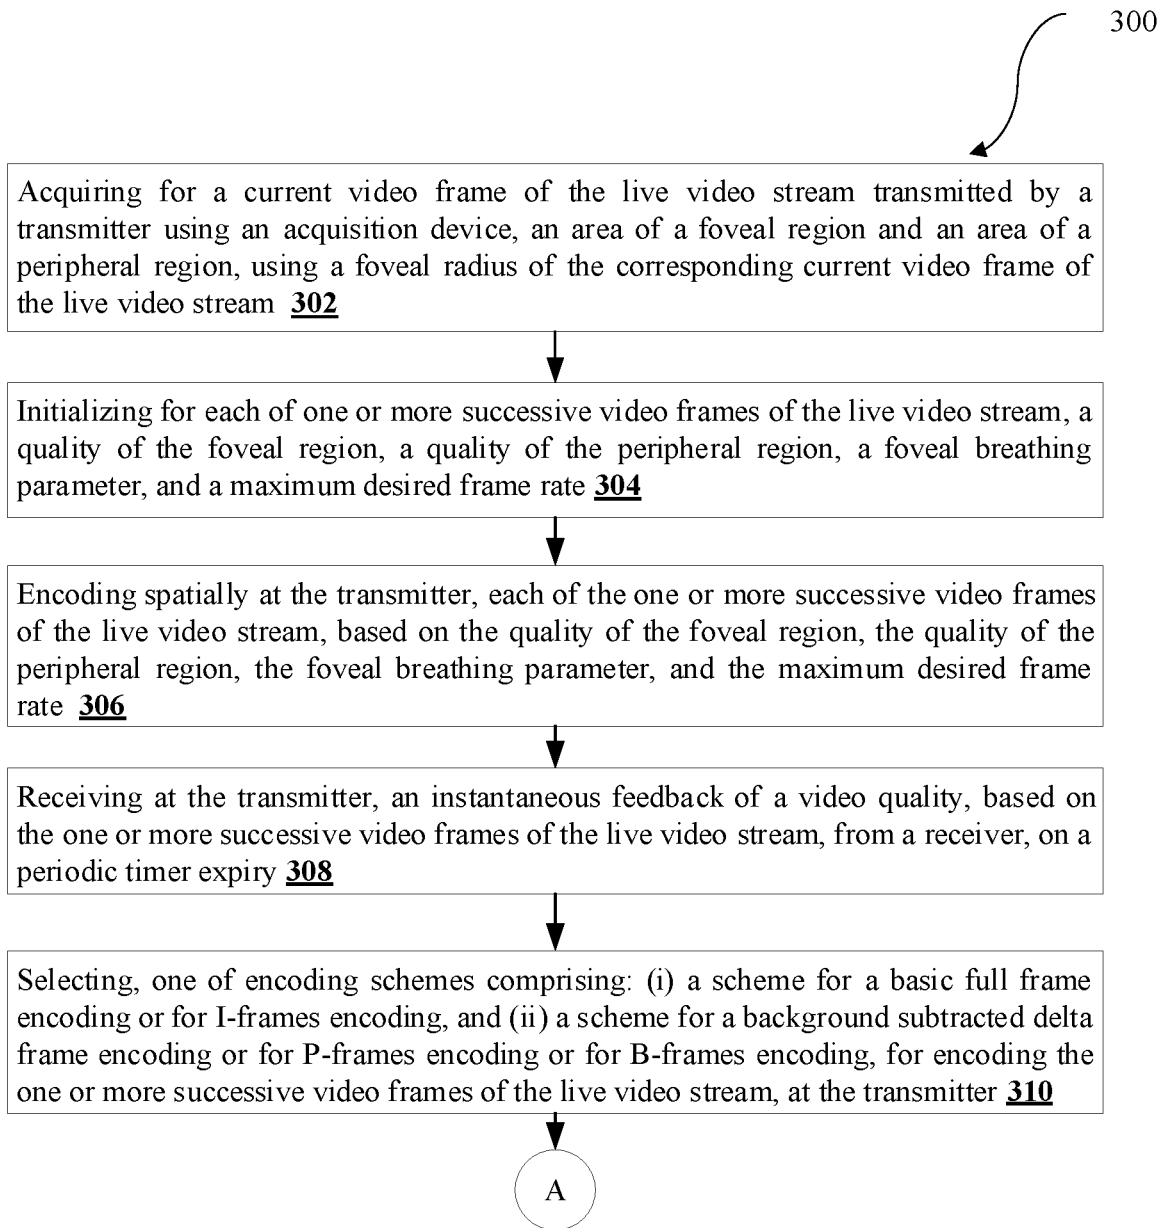 300
Acquiring for a current video frame of the live video stream transmitted by a
transmitter using an acquisition device, an area of a foveal region and an area of a
peripheral region, using a foveal radius of the corresponding current video frame of
the live video stream 302
Initializing for each of one or more successive video frames of the live video stream, a
quality of the foveal region, a quality of the peripheral region, a foveal breathing
parameter, and a maximum desired frame rate 304
Encoding spatially at the transmitter, each of the one or more successive video frames
of the live video stream, based on the quality of the foveal region, the quality of the
peripheral region, the foveal breathing parameter, and the maximum desired frame
rate 306
Receiving at the transmitter, an instantaneous feedback of a video quality, based on
the one or more successive video frames of the live video stream, from a receiver, on a
periodic timer expiry 308
Selecting, one of encoding schemes comprising: (i) a scheme for a basic full frame
encoding or for I-frames encoding, and (ii) a scheme for a background subtracted delta
frame encoding or for P-frames encoding or for B-frames encoding, for encoding the
one or more successive video frames of the live video stream, at the transmitter 310
A